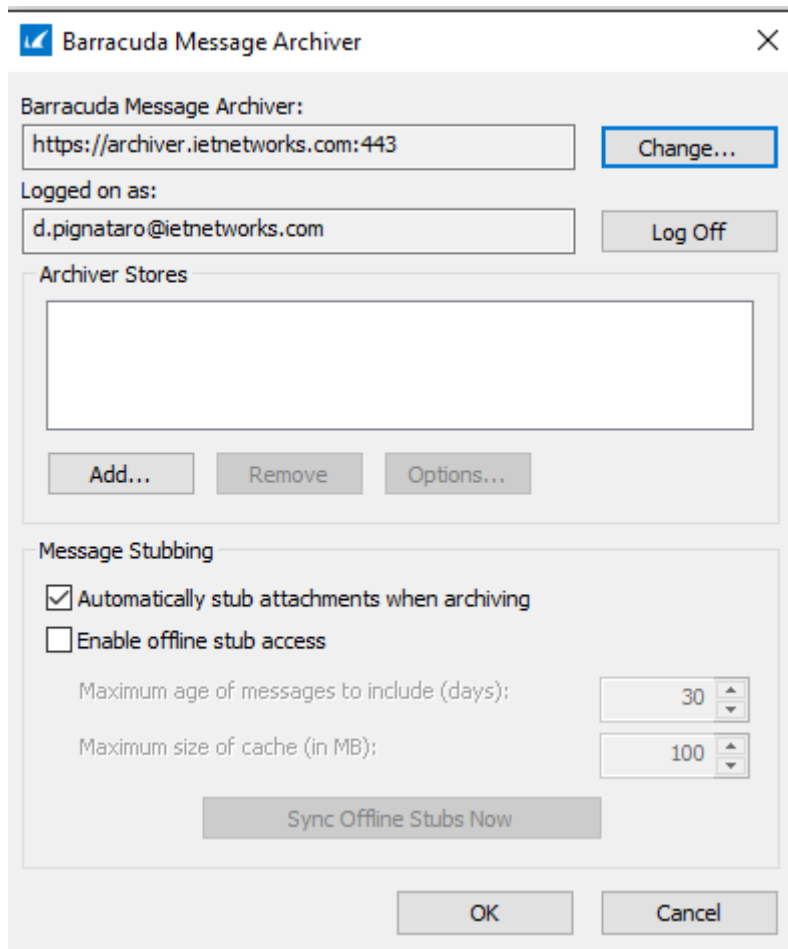 Barracuda Message Archiver
Barracuda Message Archiver:
https://archiver.ietnetworks.com:443
Change...
Logged on as:
d.pignataro@ietnetworks.com
Log Off
Archiver Stores
Add...
Remove
Options...
Message Stubbing
Automatically stub attachments when archiving
Enable offline stub access
Maximum age of messages to include (days):
30
Maximum size of cache (in MB):
100
Sync Offline Stubs Now
OK
Cancel